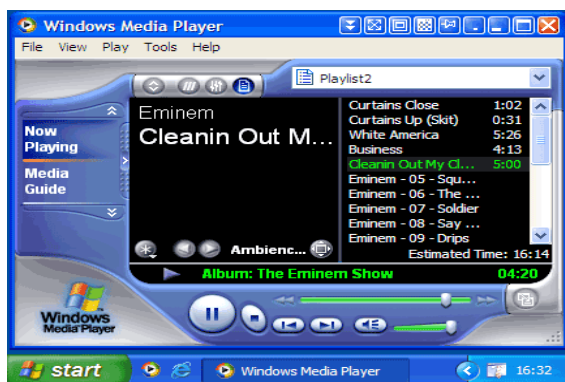 Windows Media Player
File View Play Tools Help
Playlist2
Now
Playing
Media
Guide
Eminem
Cleanin Out M...
Ambienc...
Curtains Close 1:02
Curtains Up (Skit) 0:31
White America 5:26
Business 4:13
Cleanin Out My Cl... 5:00
Eminem - 05 - Squ...
Eminem - 06 - The ...
Eminem - 07 - Soldier
Eminem - 08 - Say ...
Eminem - 09 - Drips
Estimated Time: 16:14
Album: The Eminem Show 04:20
Windows
Media Player
start Windows Media Player 16:32